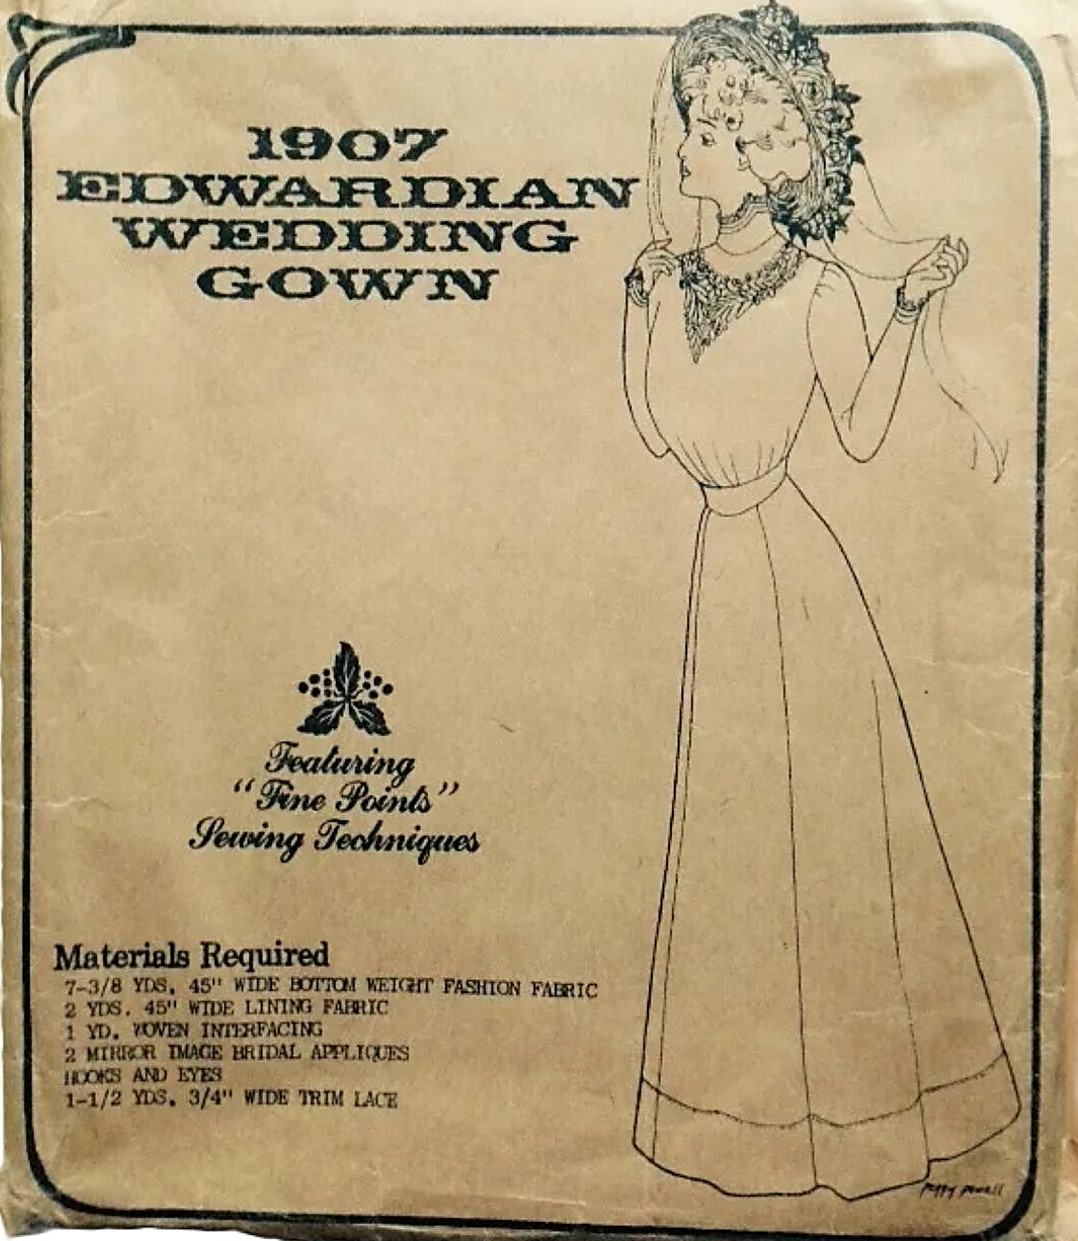 1907
EDWARDIAN
WEDDING
GOWN
Featuring
"Fine Points"
Sewing Techniques
Materials Required
7-3/8 YDS. 45" WIDE BOTTOM WEIGHT FASHION FABRIC
2 YDS. 45" WIDE LINING FABRIC
1 YD. WOVEN INTERFACING
2 MIRROR IMAGE BRIDAL APPLIQUES
HOOKS AND EYES
1-1/2 YDS. 3/4" WIDE TRIM LACE